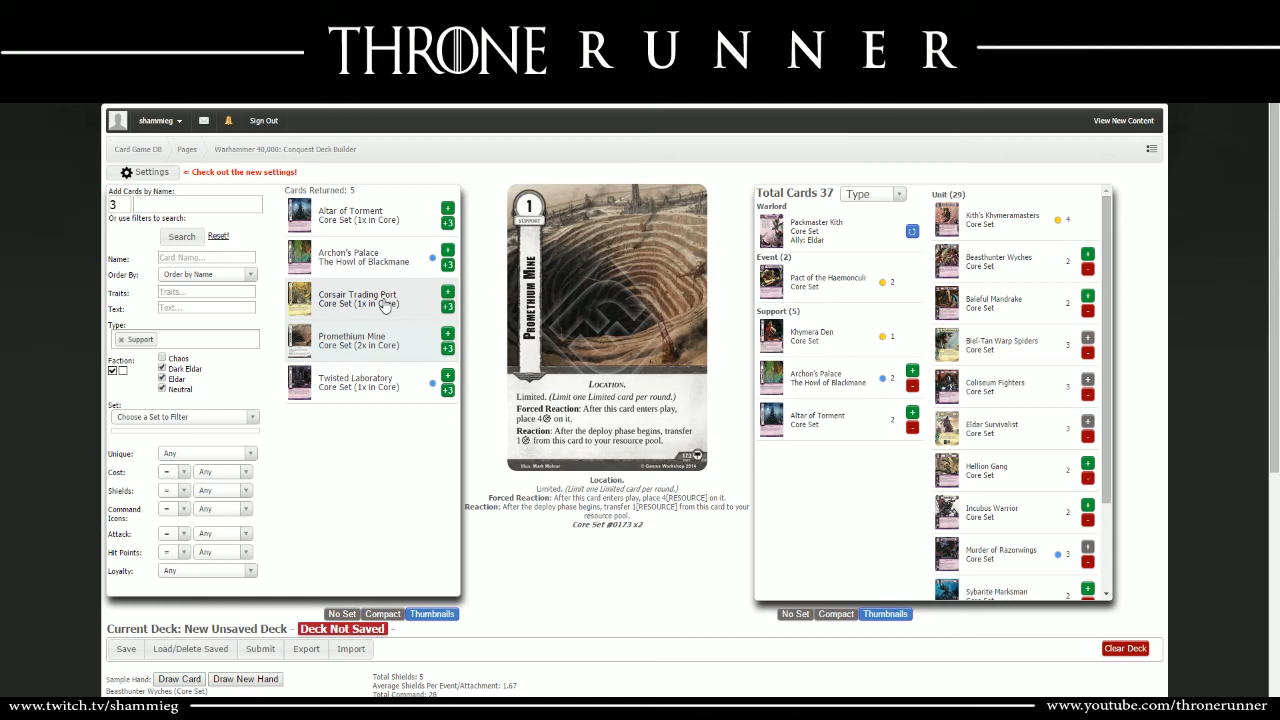 THRONE RUNNER
shammieg
Sign Out
View New Content
Card Game DB
Pages
Warhammer 40,000: Conquest Deck Builder
Settings
<= Check out the new settings!
Add Cards by Name:
3
Or use filters to search:
Search
Reset!
Name:
Card Name...
Order By:
Order by Name
Traits:
Traits...
Text:
Text...
Type:
x Support
Faction:
Chaos
Dark Eldar
Eldar
Neutral
Set:
Choose a Set to Filter
Unique:
Any
Cost:
=
Any
Shields:
=
Any
Command Icons:
=
Any
Attack:
=
Any
Hit Points:
=
Any
Loyalty:
Any
Cards Returned: 5
Altar of Torment
Core Set (1x in Core)
+
+3
Archon's Palace
The Howl of Blackmane
+
+3
Corsair Trading Port
Core Set (1x in Core)
+
+3
Promethium Mine
Core Set (2x in Core)
+
+3
Twisted Laboratory
Core Set (1x in Core)
+
+3
No Set
Compact
Thumbnails
1
SUPPORT
PROMETHIUM MINE
LOCATION.
Limited. (Limit one Limited card per round.)
Forced Reaction: After this card enters play,
place 4 on it.
Reaction: After the deploy phase begins, transfer
1 from this card to your resource pool.
Illus: Mark Molnar
© Games Workshop 2014
173
Location.
Limited. (Limit one Limited card per round.)
Forced Reaction: After this card enters play, place 4[RESOURCE] on it.
Reaction: After the deploy phase begins, transfer 1[RESOURCE] from this card to your
resource pool.
Core Set #0173 x2
Total Cards 37
Type
Warlord
Packmaster Kith
Core Set
Ally: Eldar
Event (2)
Pact of the Haemonculi
Core Set
2
Support (5)
Khymera Den
Core Set
1
Archon's Palace
The Howl of Blackmane
2
+
-
Altar of Torment
Core Set
2
+
-
Unit (29)
Kith's Khymeramasters
Core Set
4
Beasthunter Wyches
Core Set
2
+
-
Baleful Mandrake
Core Set
2
+
-
Biel-Tan Warp Spiders
Core Set
3
+
-
Coliseum Fighters
Core Set
3
+
-
Eldar Survivalist
Core Set
3
+
-
Hellion Gang
Core Set
2
+
-
Incubus Warrior
Core Set
2
+
-
Murder of Razorwings
Core Set
3
+
-
Sybarite Marksman
Core Set
2
+
No Set
Compact
Thumbnails
Current Deck: New Unsaved Deck - Deck Not Saved -
Save
Load/Delete Saved
Submit
Export
Import
Clear Deck
Sample Hand:
Draw Card
Draw New Hand
Beasthunter Wyches (Core Set)
Total Shields: 5
Average Shields Per Event/Attachment: 1.67
Total Command: 28
www.twitch.tv/shammieg
www.youtube.com/thronerunner